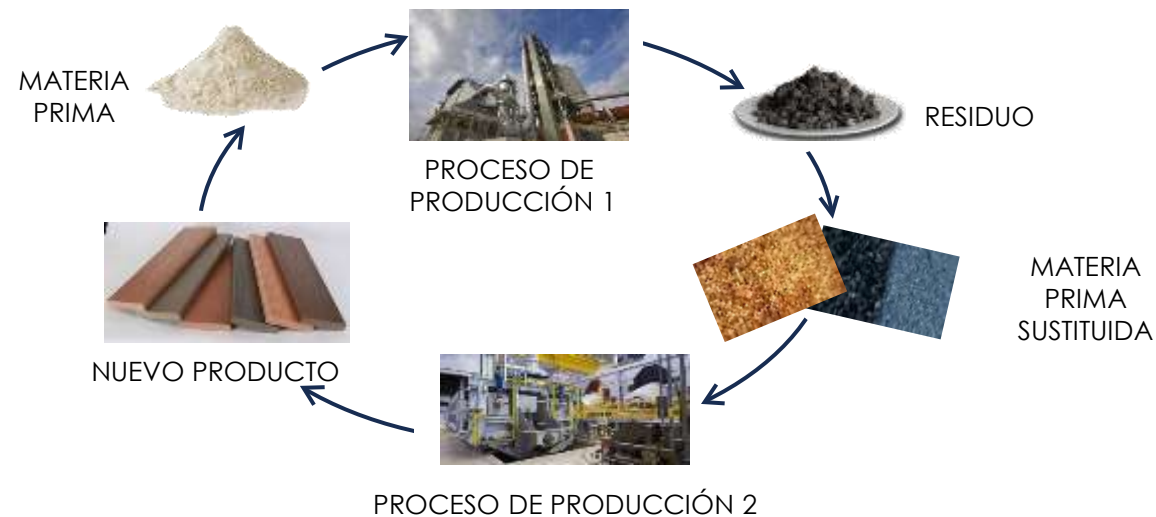 MATERIA
PRIMA
PROCESO DE
PRODUCCIÓN 1
RESIDUO
MATERIA
PRIMA
SUSTITUIDA
NUEVO PRODUCTO
PROCESO DE PRODUCCIÓN 2